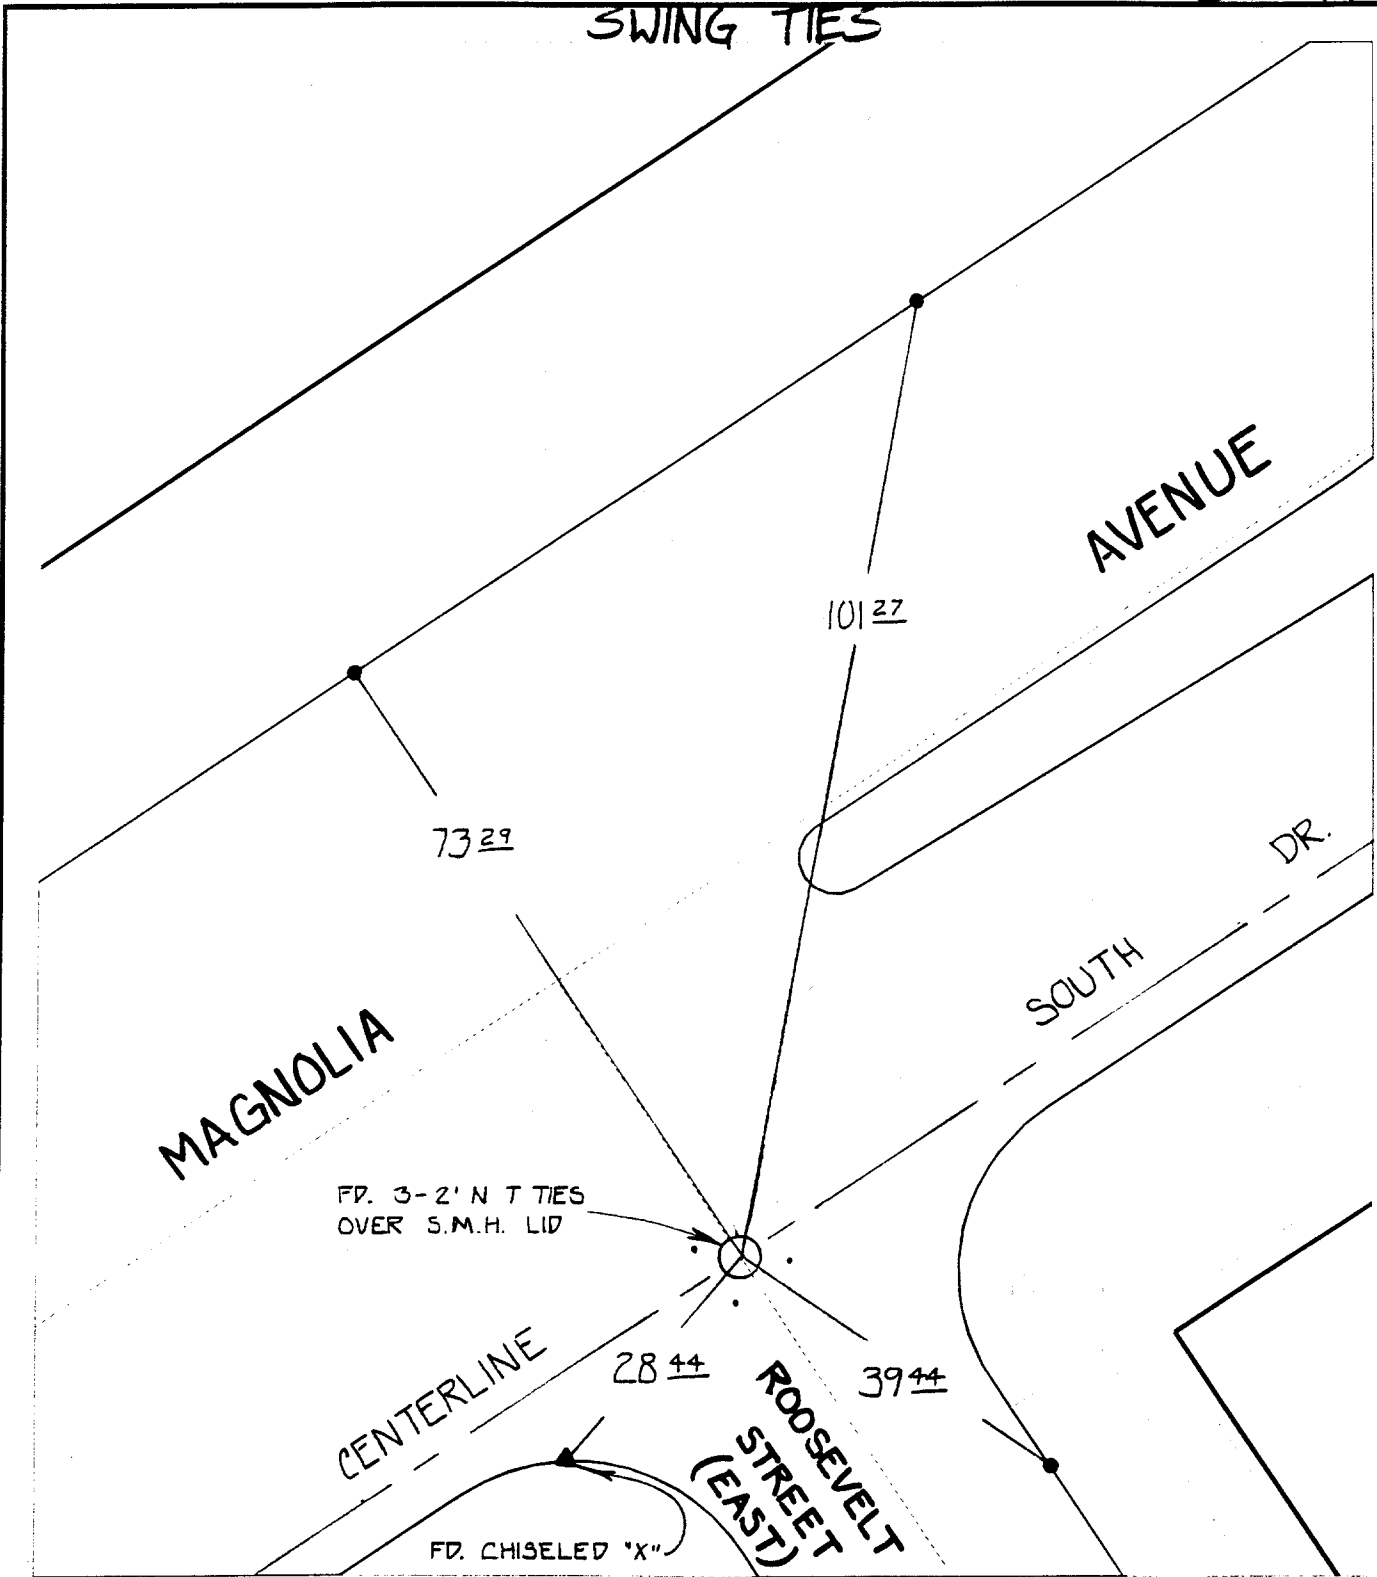 SWING TIES
AVENUE
101 27
73 29
DR.
SOUTH
MAGNOLIA
FD. 3-2' N T TIES
OVER S.M.H. LID
CENTERLINE
28 44
39 44
ROOSEVELT
STREET
(EAST)
FD. CHISELED "X"